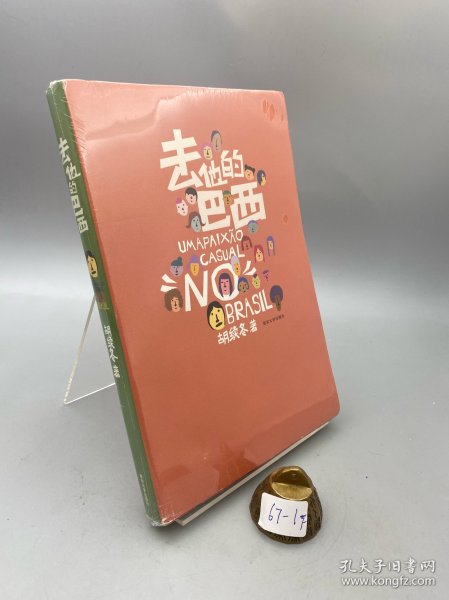 去他的巴西
胡续冬 著
去他的
巴西
UMA PAIXÃO
CASUAL
NO
BRASIL
胡续冬 著
67-1
孔夫子旧书网
www.kongfz.com